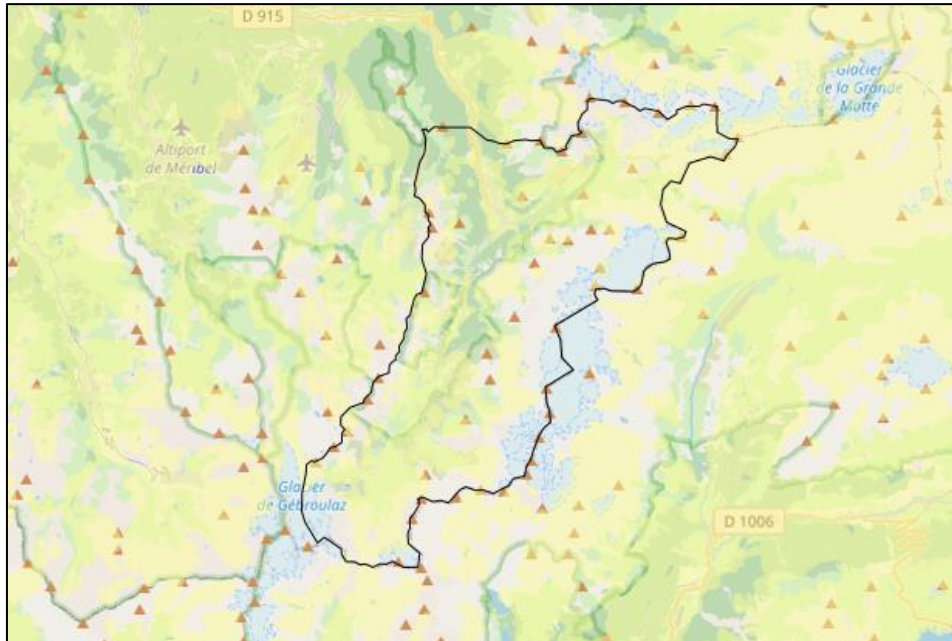 D 915
Glacier
de la Grande
Motte
Altiport
de Méribel
Glacier
de Gébroulaz
D 1006